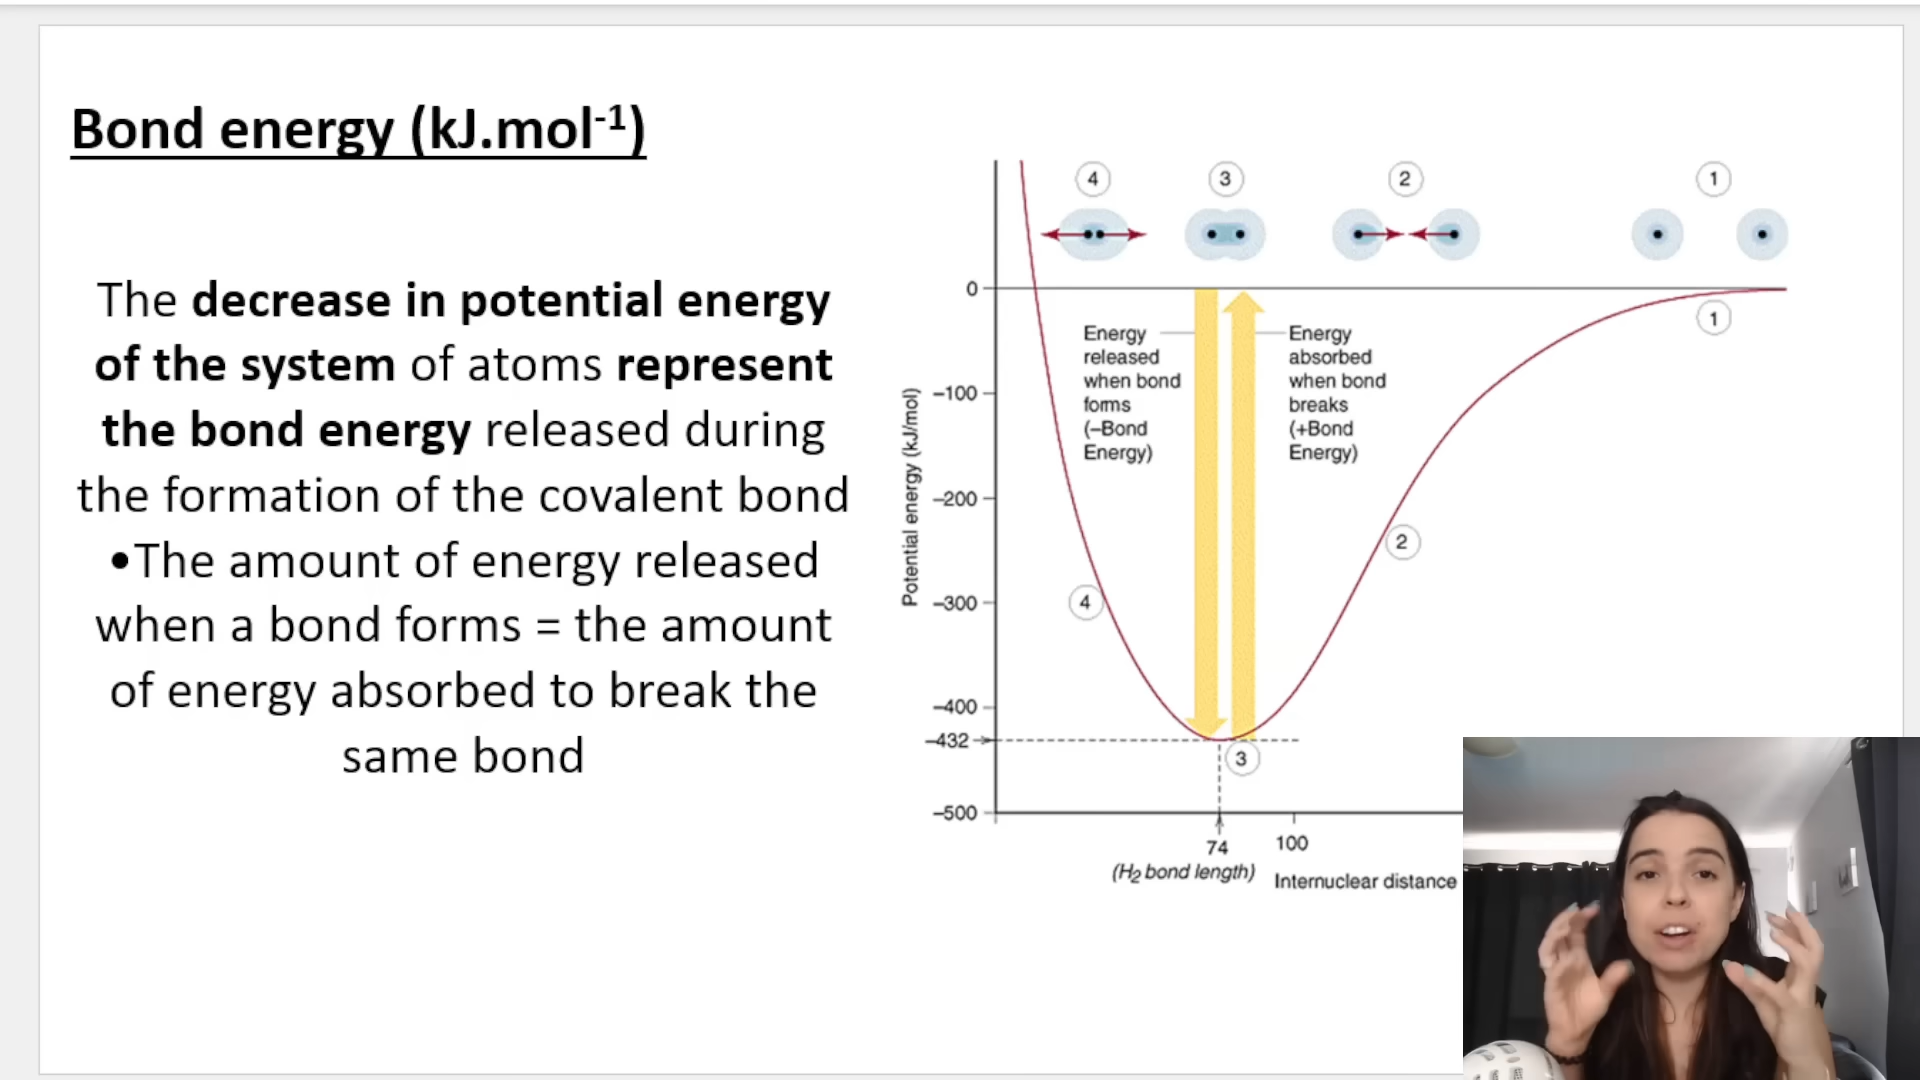 Bond energy (kJ.mol-1)
The decrease in potential energy
of the system of atoms represent
the bond energy released during
the formation of the covalent bond
•The amount of energy released
when a bond forms = the amount
of energy absorbed to break the
same bond
4
3
2
1
0
−100
−200
−300
−400
−432
−500
Potential energy (kJ/mol)
Energy
released
when bond
forms
(−Bond
Energy)
Energy
absorbed
when bond
breaks
(+Bond
Energy)
1
2
4
3
74
100
(H2 bond length)
Internuclear distance